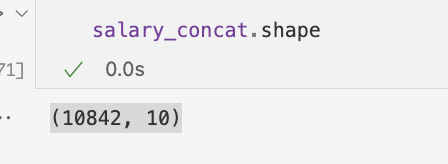 salary_concat.shape
71]
0.0s
(10842, 10)